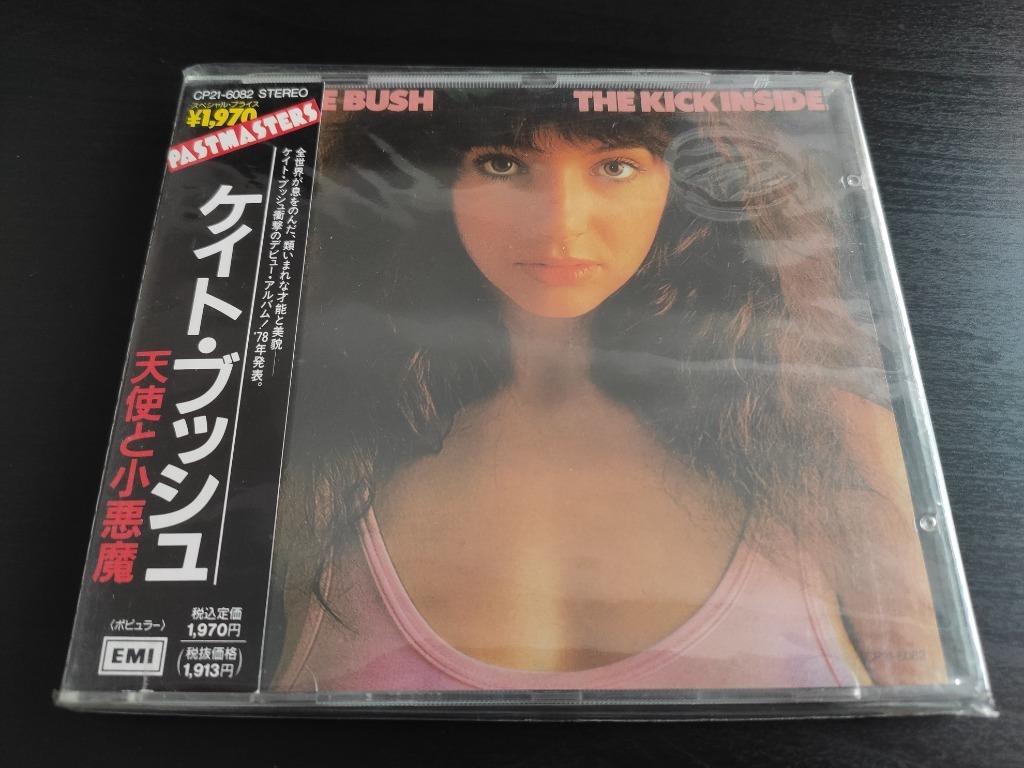 CP21-6082 STEREO
スペシャル・プライス
¥1,970
PASTMASTERS
全世界が息をのんだ、類いまれな才能と美貌──
ケイト・ブッシュ衝撃のデビュー・アルバム!'78年発表。
ケイト・ブッシュ
天使と小悪魔
〈ポピュラー〉
EMI
税込定価
1,970円
(税抜価格
1,913円)
E BUSH
THE KICK INSIDE
CP21-6082